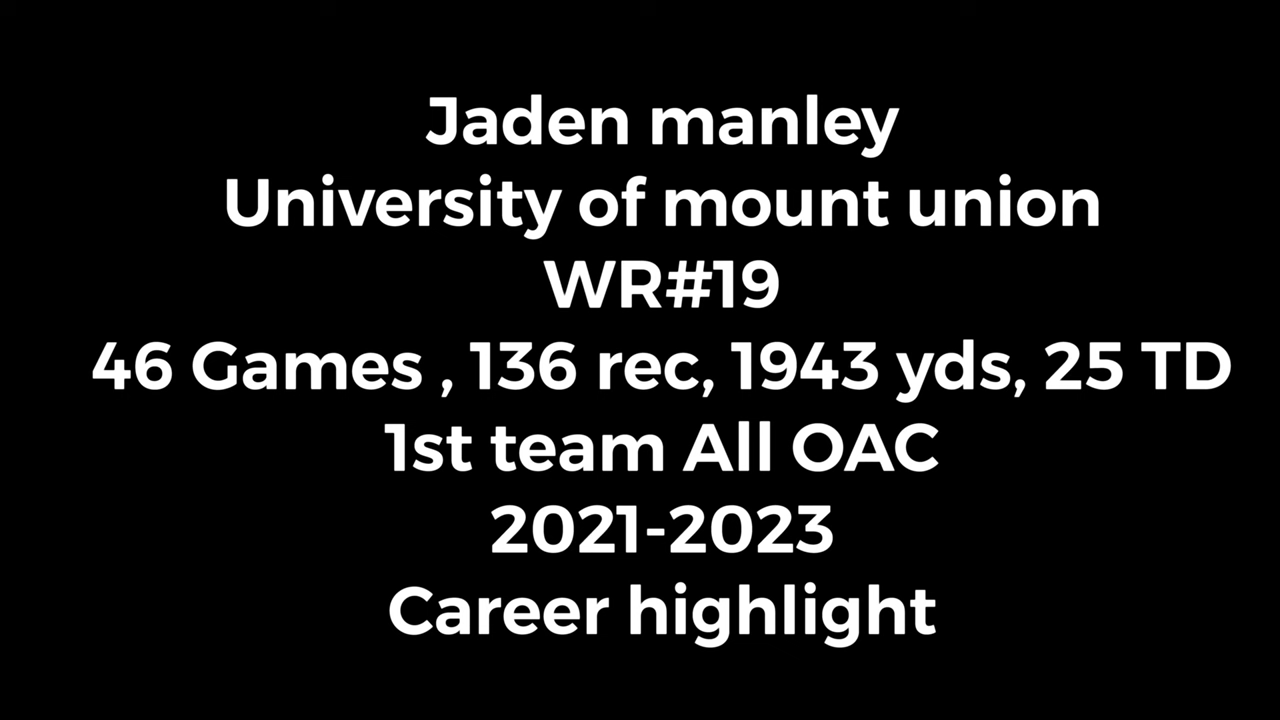 Jaden manley
University of mount union
WR#19
46 Games , 136 rec, 1943 yds, 25 TD
1st team All OAC
2021-2023
Career highlight